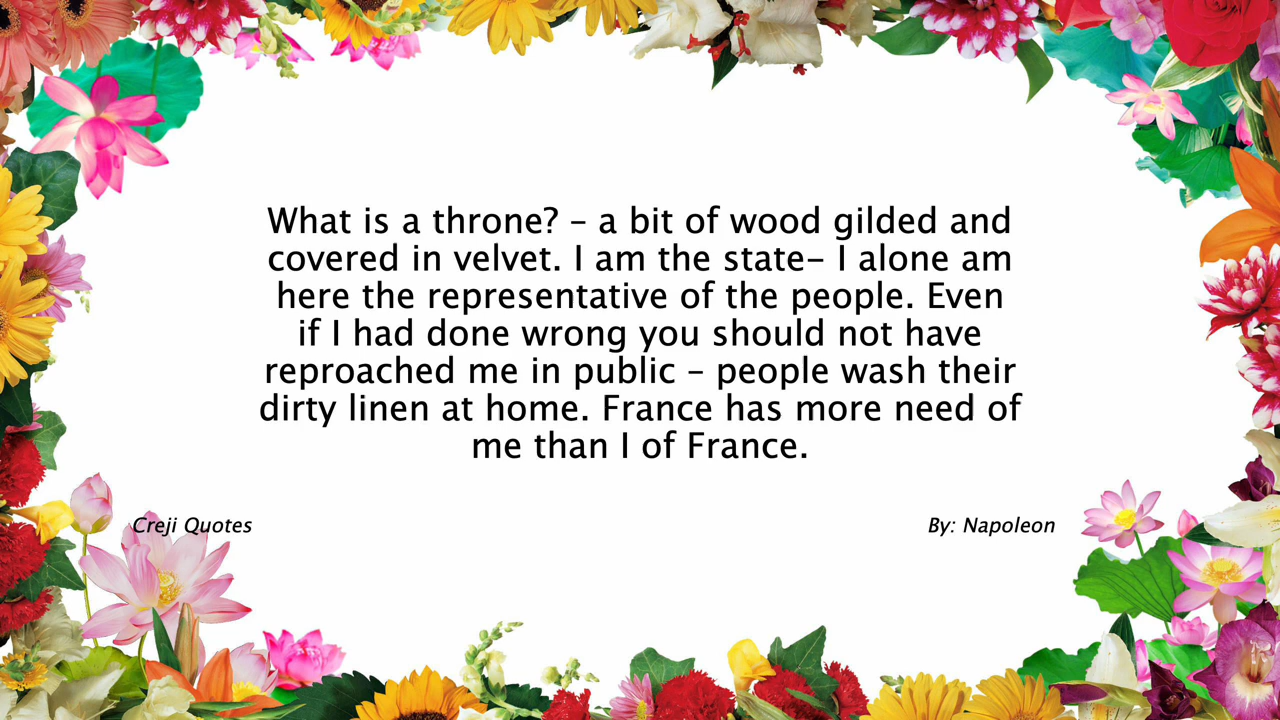 What is a throne? – a bit of wood gilded and
covered in velvet. I am the state– I alone am
here the representative of the people. Even
if I had done wrong you should not have
reproached me in public – people wash their
dirty linen at home. France has more need of
me than I of France.
Creji Quotes
By: Napoleon